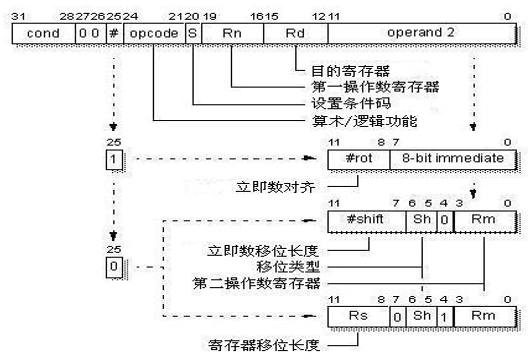 31 28 27 26 25 24 21 20 19 16 15 12 11 0
cond 0 0 # opcode S Rn Rd operand 2
目的寄存器
第一操作数寄存器
设置条件码
算术/逻辑功能
25 11 8 7 0
1 #rot 8-bit immediate
立即数对齐
11 7 6 5 4 3 0
#shift Sh 0 Rm
立即数移位长度
25
0
移位类型
第二操作数寄存器
11 8 7 6 5 4 3 0
Rs 0 Sh 1 Rm
寄存器移位长度